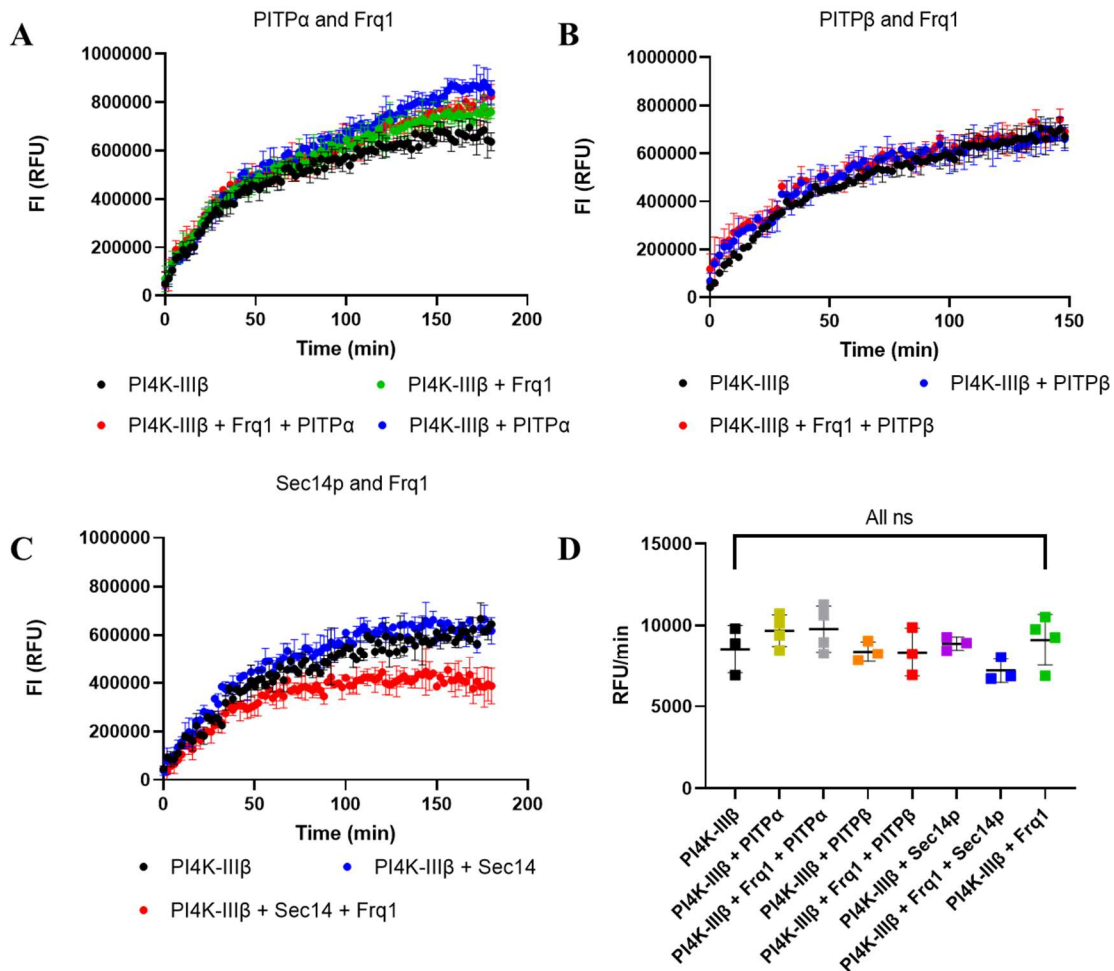 A
PITPα and Frq1
1000000
800000
600000
400000
200000
0
FI (RFU)
0 50 100 150 200
Time (min)
PI4K-IIIβ
PI4K-IIIβ + Frq1
PI4K-IIIβ + Frq1 + PITPα
PI4K-IIIβ + PITPα
B
PITPβ and Frq1
1000000
800000
600000
400000
200000
0
FI (RFU)
0 50 100 150
Time (min)
PI4K-IIIβ
PI4K-IIIβ + PITPβ
PI4K-IIIβ + Frq1 + PITPβ
C
Sec14p and Frq1
1000000
800000
600000
400000
200000
0
FI (RFU)
0 50 100 150 200
Time (min)
PI4K-IIIβ
PI4K-IIIβ + Sec14
PI4K-IIIβ + Sec14 + Frq1
D
All ns
15000
10000
5000
0
RFU/min
PI4K-IIIβ
PI4K-IIIβ + PITPα
PI4K-IIIβ + Frq1 + PITPα
PI4K-IIIβ + PITPβ
PI4K-IIIβ + Frq1 + PITPβ
PI4K-IIIβ + Sec14p
PI4K-IIIβ + Frq1 + Sec14p
PI4K-IIIβ + Frq1